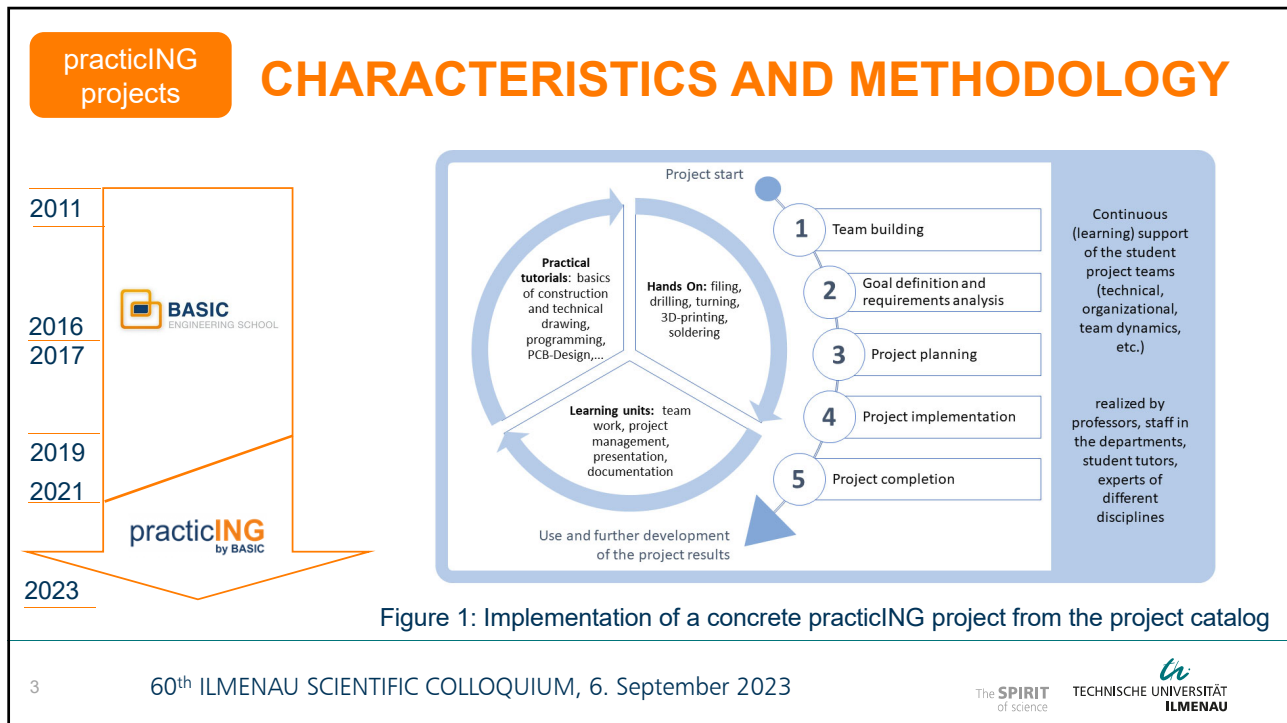 practicING
projects
CHARACTERISTICS AND METHODOLOGY
2011
2016
2017
2019
2021
2023
BASIC
ENGINEERING SCHOOL
practicING
by BASIC
Project start
Practical
tutorials: basics
of construction
and technical
drawing,
programming,
PCB-Design,...
Hands On: filing,
drilling, turning,
3D-printing,
soldering
Learning units: team
work, project
management,
presentation,
documentation
1 Team building
2 Goal definition and
requirements analysis
3 Project planning
4 Project implementation
5 Project completion
Use and further development
of the project results
Continuous
(learning) support
of the student
project teams
(technical,
organizational,
team dynamics,
etc.)
realized by
professors, staff in
the departments,
student tutors,
experts of
different
disciplines
Figure 1: Implementation of a concrete practicING project from the project catalog
3
60th ILMENAU SCIENTIFIC COLLOQUIUM, 6. September 2023
The SPIRIT
of science
th
TECHNISCHE UNIVERSITÄT
ILMENAU